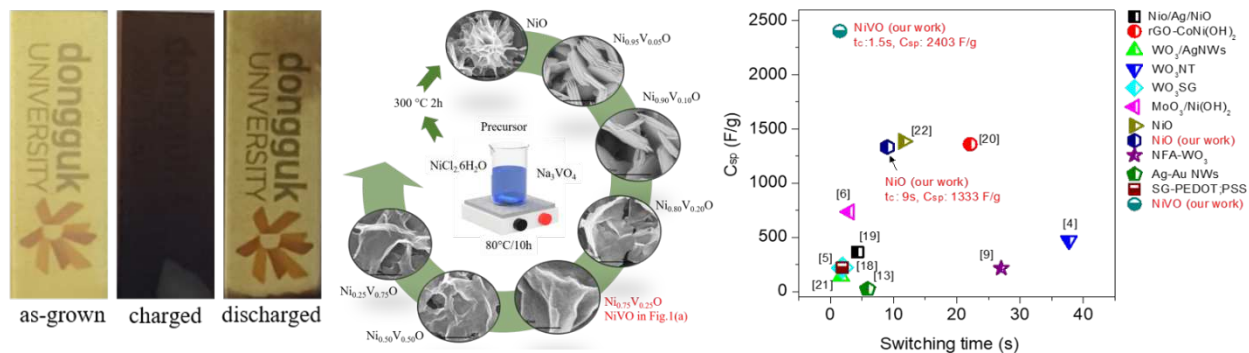 dongguk
UNIVERSITY
dongguk
UNIVERSITY
as-grown
charged
discharged
NiO
Ni0.95V0.05O
Ni0.90V0.10O
Ni0.80V0.20O
Ni0.75V0.25O
NiVO in Fig.1(a)
Ni0.50V0.50O
Ni0.25V0.75O
300 °C 2h
Precursor
NiCl2.6H2O
Na3VO4
80°C/10h
Csp (F/g)
2500
2000
1500
1000
500
0
0
10
20
30
40
Switching time (s)
NiVO (our work)
tc:1.5s, Csp: 2403 F/g
[22]
[20]
NiO (our work)
tc: 9s, Csp: 1333 F/g
[6]
[19]
[4]
[5]
[18]
[9]
[21]
[13]
Nio/Ag/NiO
rGO-CoNi(OH)2
WO3/AgNWs
WO3NT
WO3SG
MoO3/Ni(OH)2
NiO
NiO (our work)
NFA-WO3
Ag-Au NWs
SG-PEDOT;PSS
NiVO (our work)